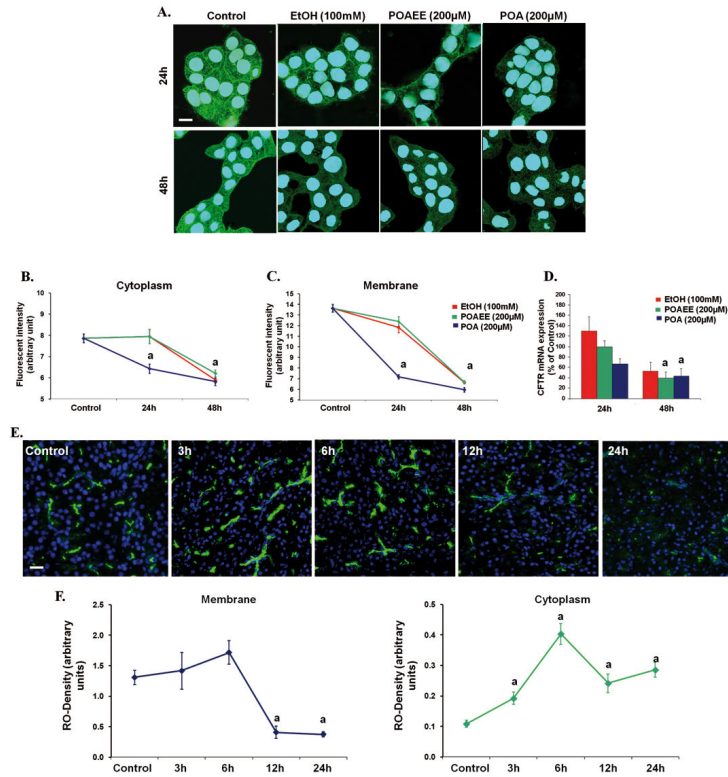 A.
Control EtOH (100mM) POAEE (200µM) POA (200µM)
24h
48h
B.
Cytoplasm
Fluorescent intensity
(arbitrary unit)
9
8
7
6
5
a
a
Control 24h 48h
C.
Membrane
Fluorescent intensity
(arbitrary unit)
14
13
12
11
10
9
8
7
6
5
a
a
Control 24h 48h
EtOH (100mM)
POAEE (200µM)
POA (200µM)
D.
CFTR mRNA expression
(% of Control)
200
180
160
140
120
100
80
60
40
20
0
a a
24h 48h
EtOH (100mM)
POAEE (200µM)
POA (200µM)
E.
Control 3h 6h 12h 24h
F.
Membrane
RO-Density (arbitrary
units)
2.5
2.0
1.5
1.0
0.5
0.0
a a
Control 3h 6h 12h 24h
Cytoplasm
RO-Density (arbitrary
units)
0.5
0.4
0.3
0.2
0.1
0.0
a a a a
Control 3h 6h 12h 24h